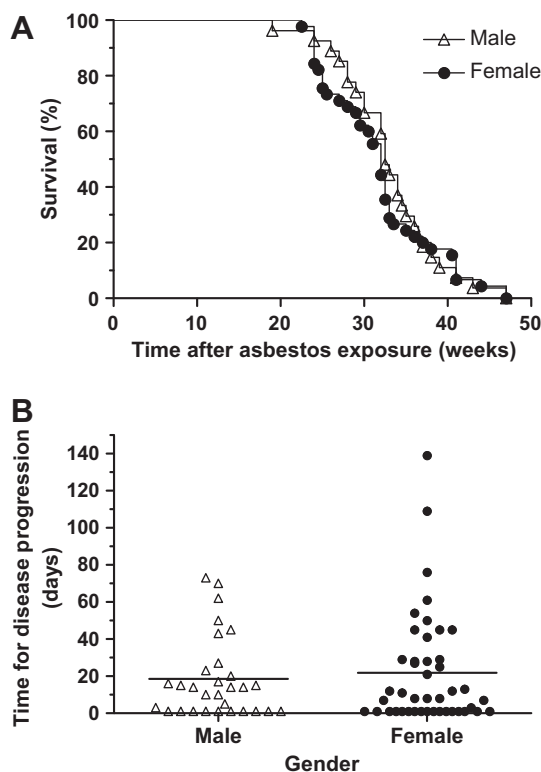 A
Male
Female
100
80
60
40
20
0
Survival (%)
0 10 20 30 40 50
Time after asbestos exposure (weeks)
B
140
120
100
80
60
40
20
0
Time for disease progression
(days)
Male Female
Gender